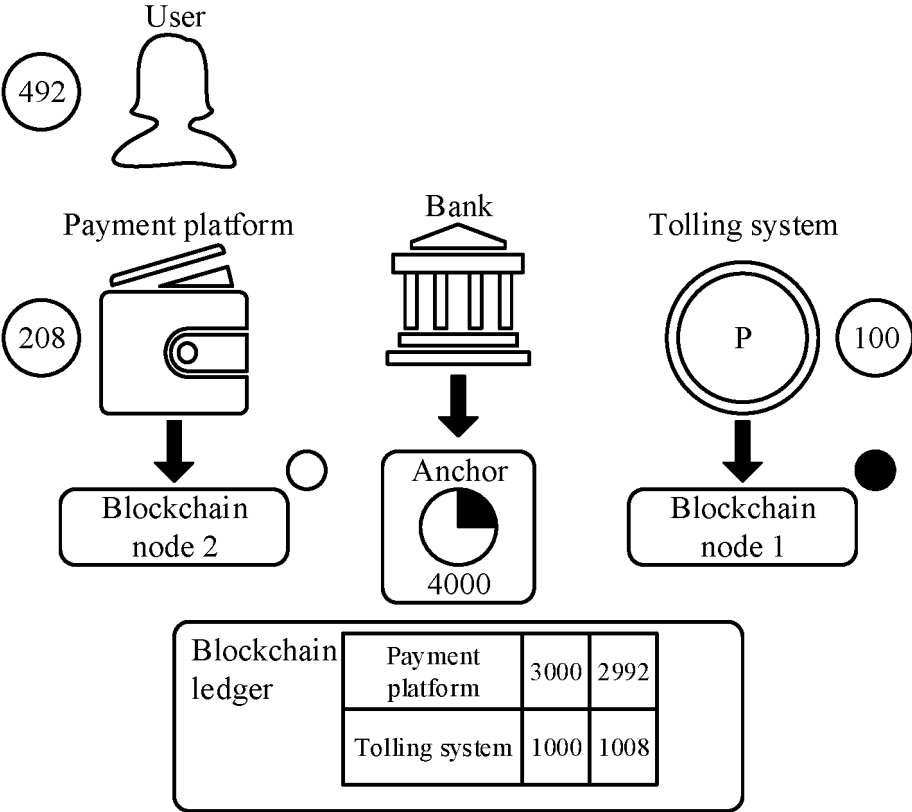 User
492
Payment platform
Bank
Tolling system
208
P
100
Blockchain
node 2
Anchor
4000
Blockchain
node 1
Blockchain
ledger
Payment
platform
3000
2992
Tolling system
1000
1008